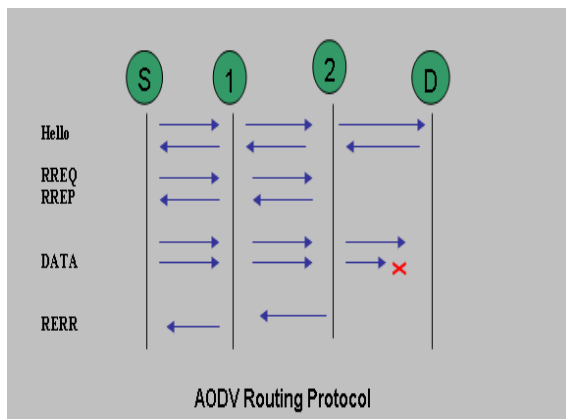 S 1 2 D
Hello
RREQ
RREP
DATA
RERR
AODV Routing Protocol